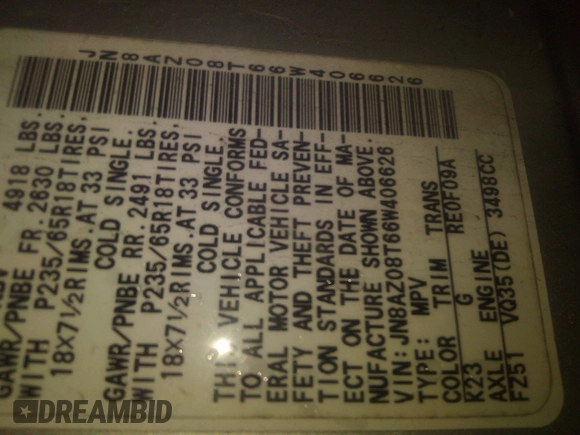 4918 LBS.
GAWR/PNBE FR. 2630 LBS.
WITH P235/65R18TIRES,
18X7½RIMS.AT 33 PSI
COLD SINGLE.
GAWR/PNBE RR. 2491 LBS.
WITH P235/65R18TIRES,
18X7½RIMS.AT 33 PSI
COLD SINGLE.
THIS VEHICLE CONFORMS
TO ALL APPLICABLE FED-
ERAL MOTOR VEHICLE SA-
FETY AND THEFT PREVEN-
TION STANDARDS IN EFF-
ECT ON THE DATE OF MA-
NUFACTURE SHOWN ABOVE.
VIN: JN8AZ08T66W406626
TYPE: MPV
COLOR TRIM TRANS
K23 G RE0F09A
AXLE ENGINE
FZ51 VQ35(DE) 3498CC
JN8AZ08T66W406626
DREAMBID